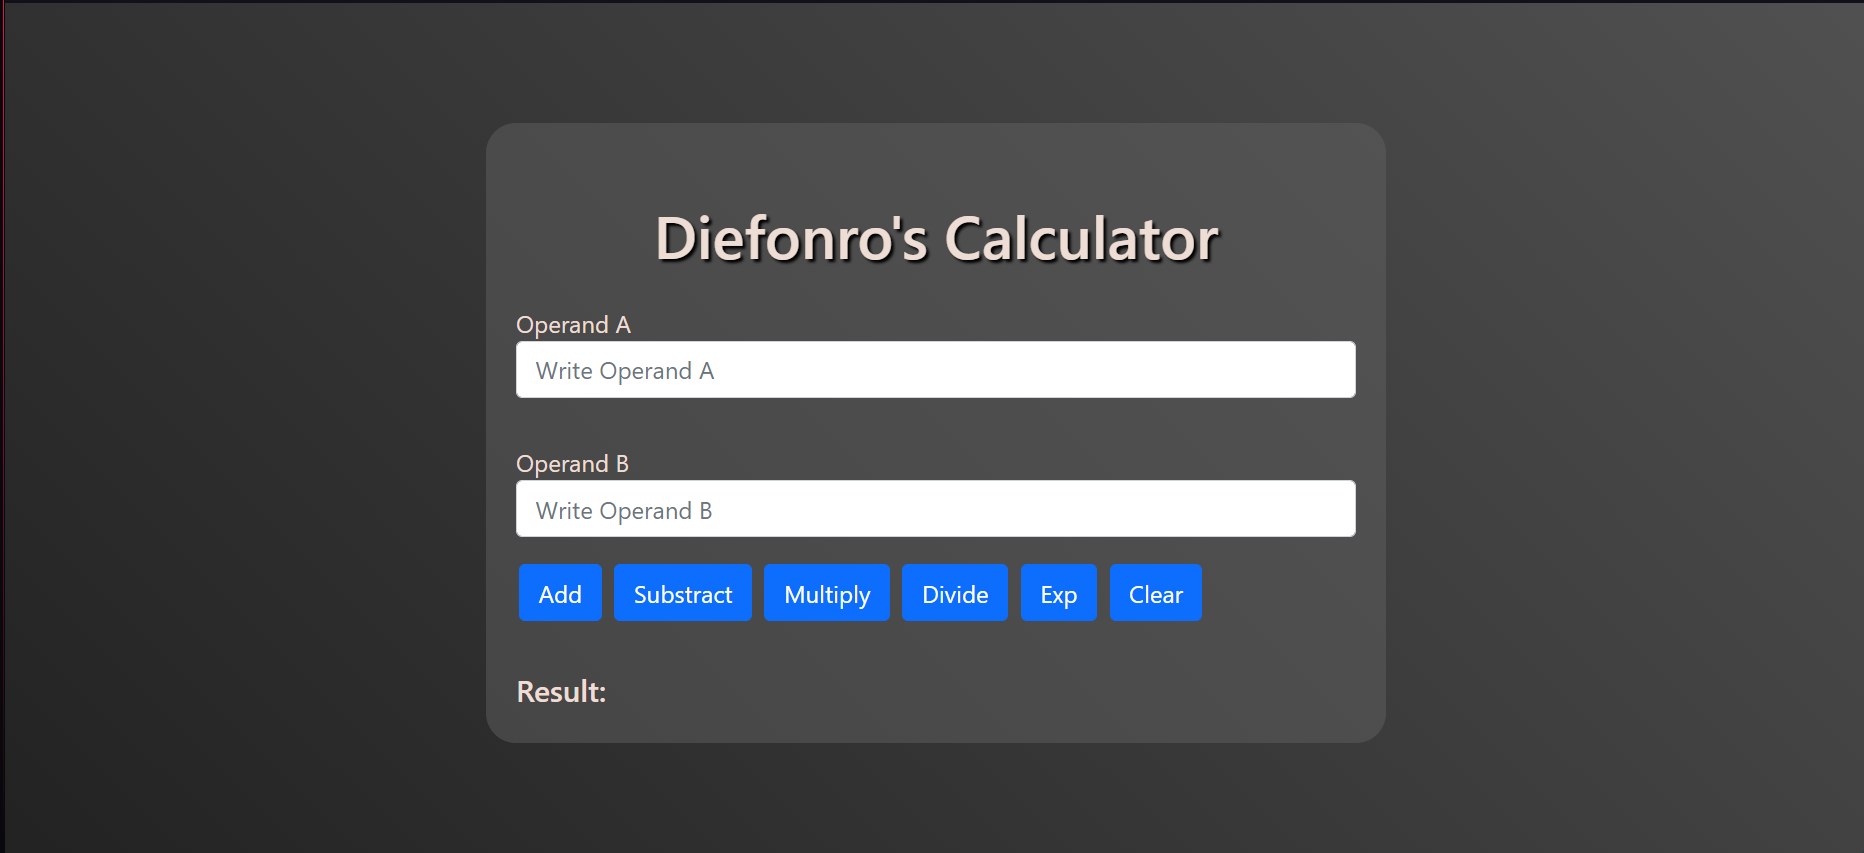 Diefonro's Calculator
Operand A
Write Operand A
Operand B
Write Operand B
Add Substract Multiply Divide Exp Clear
Result: